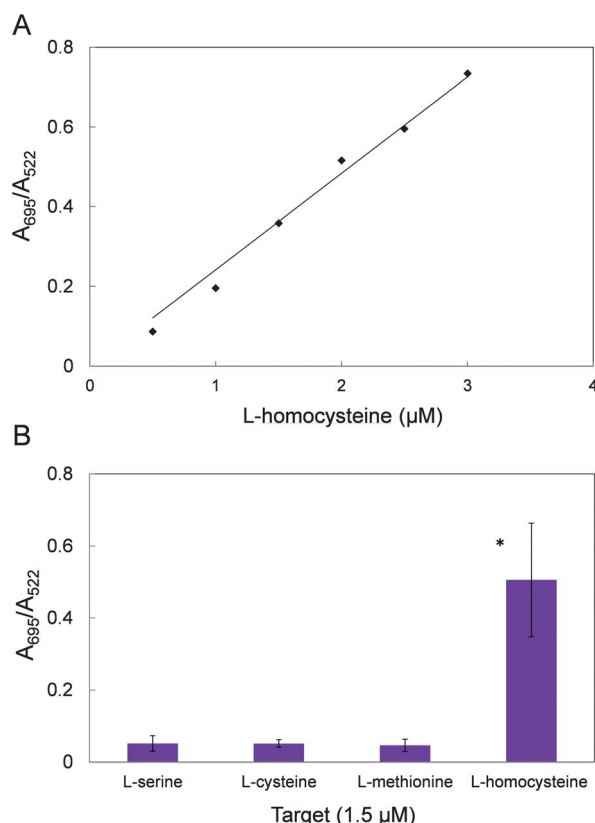 A
0.8
0.6
0.4
0.2
0
A695/A522
0 1 2 3 4
L-homocysteine (µM)
B
0.8
0.6
0.4
0.2
0
A695/A522
*
L-serine L-cysteine L-methionine L-homocysteine
Target (1.5 µM)